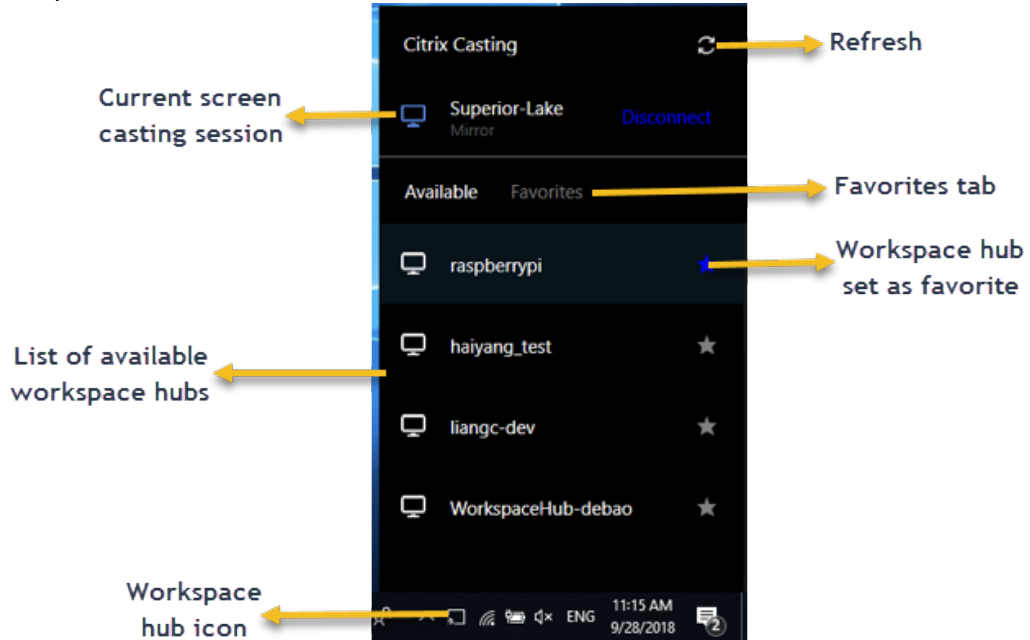 Citrix Casting
Refresh
Current screen
casting session
Superior-Lake
Mirror
Disconnect
Available
Favorites
Favorites tab
raspberrypi
Workspace hub
set as favorite
List of available
workspace hubs
haiyang_test
liangc-dev
WorkspaceHub-debao
Workspace
hub icon
ENG
11:15 AM
9/28/2018
2